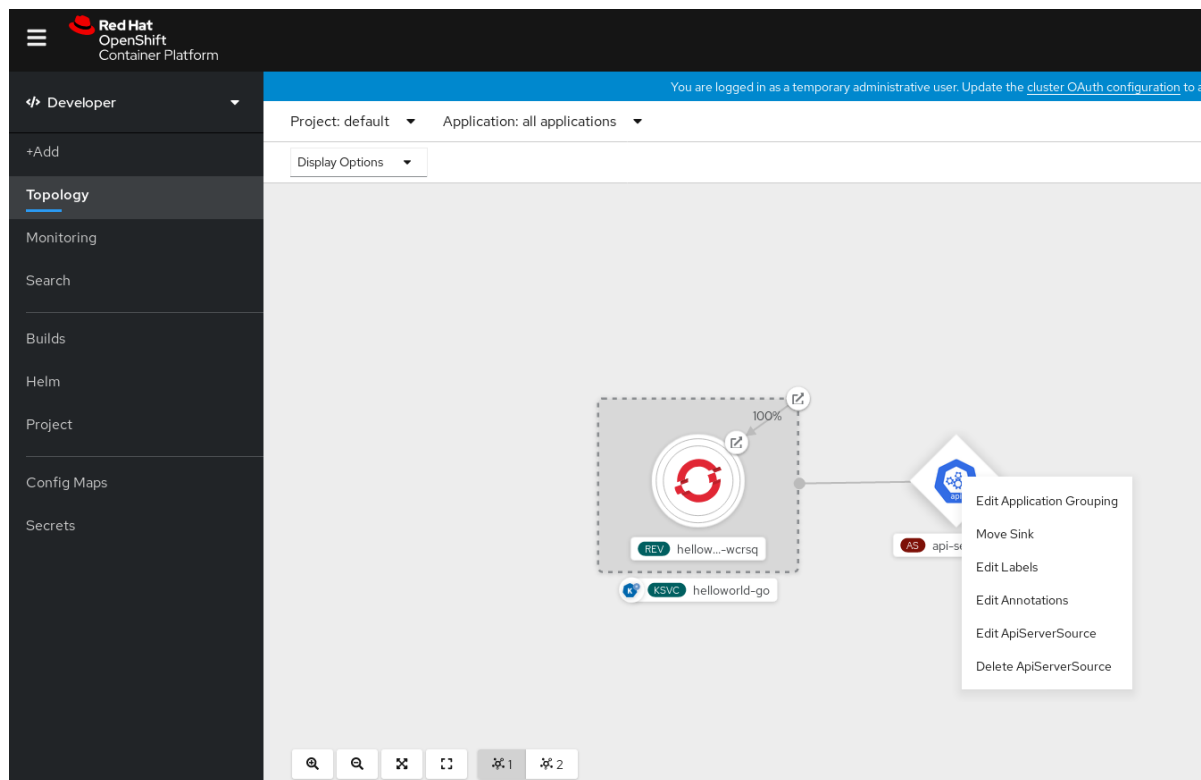 Red Hat
OpenShift
Container Platform
Developer
You are logged in as a temporary administrative user. Update the cluster OAuth configuration to
Project: default
Application: all applications
+Add
Display Options
Topology
Monitoring
Search
Builds
Helm
Project
Config Maps
Secrets
100%
REV hellow...-wcrsq
KSVC helloworld-go
api
AS api-se
Edit Application Grouping
Move Sink
Edit Labels
Edit Annotations
Edit ApiServerSource
Delete ApiServerSource
1
2